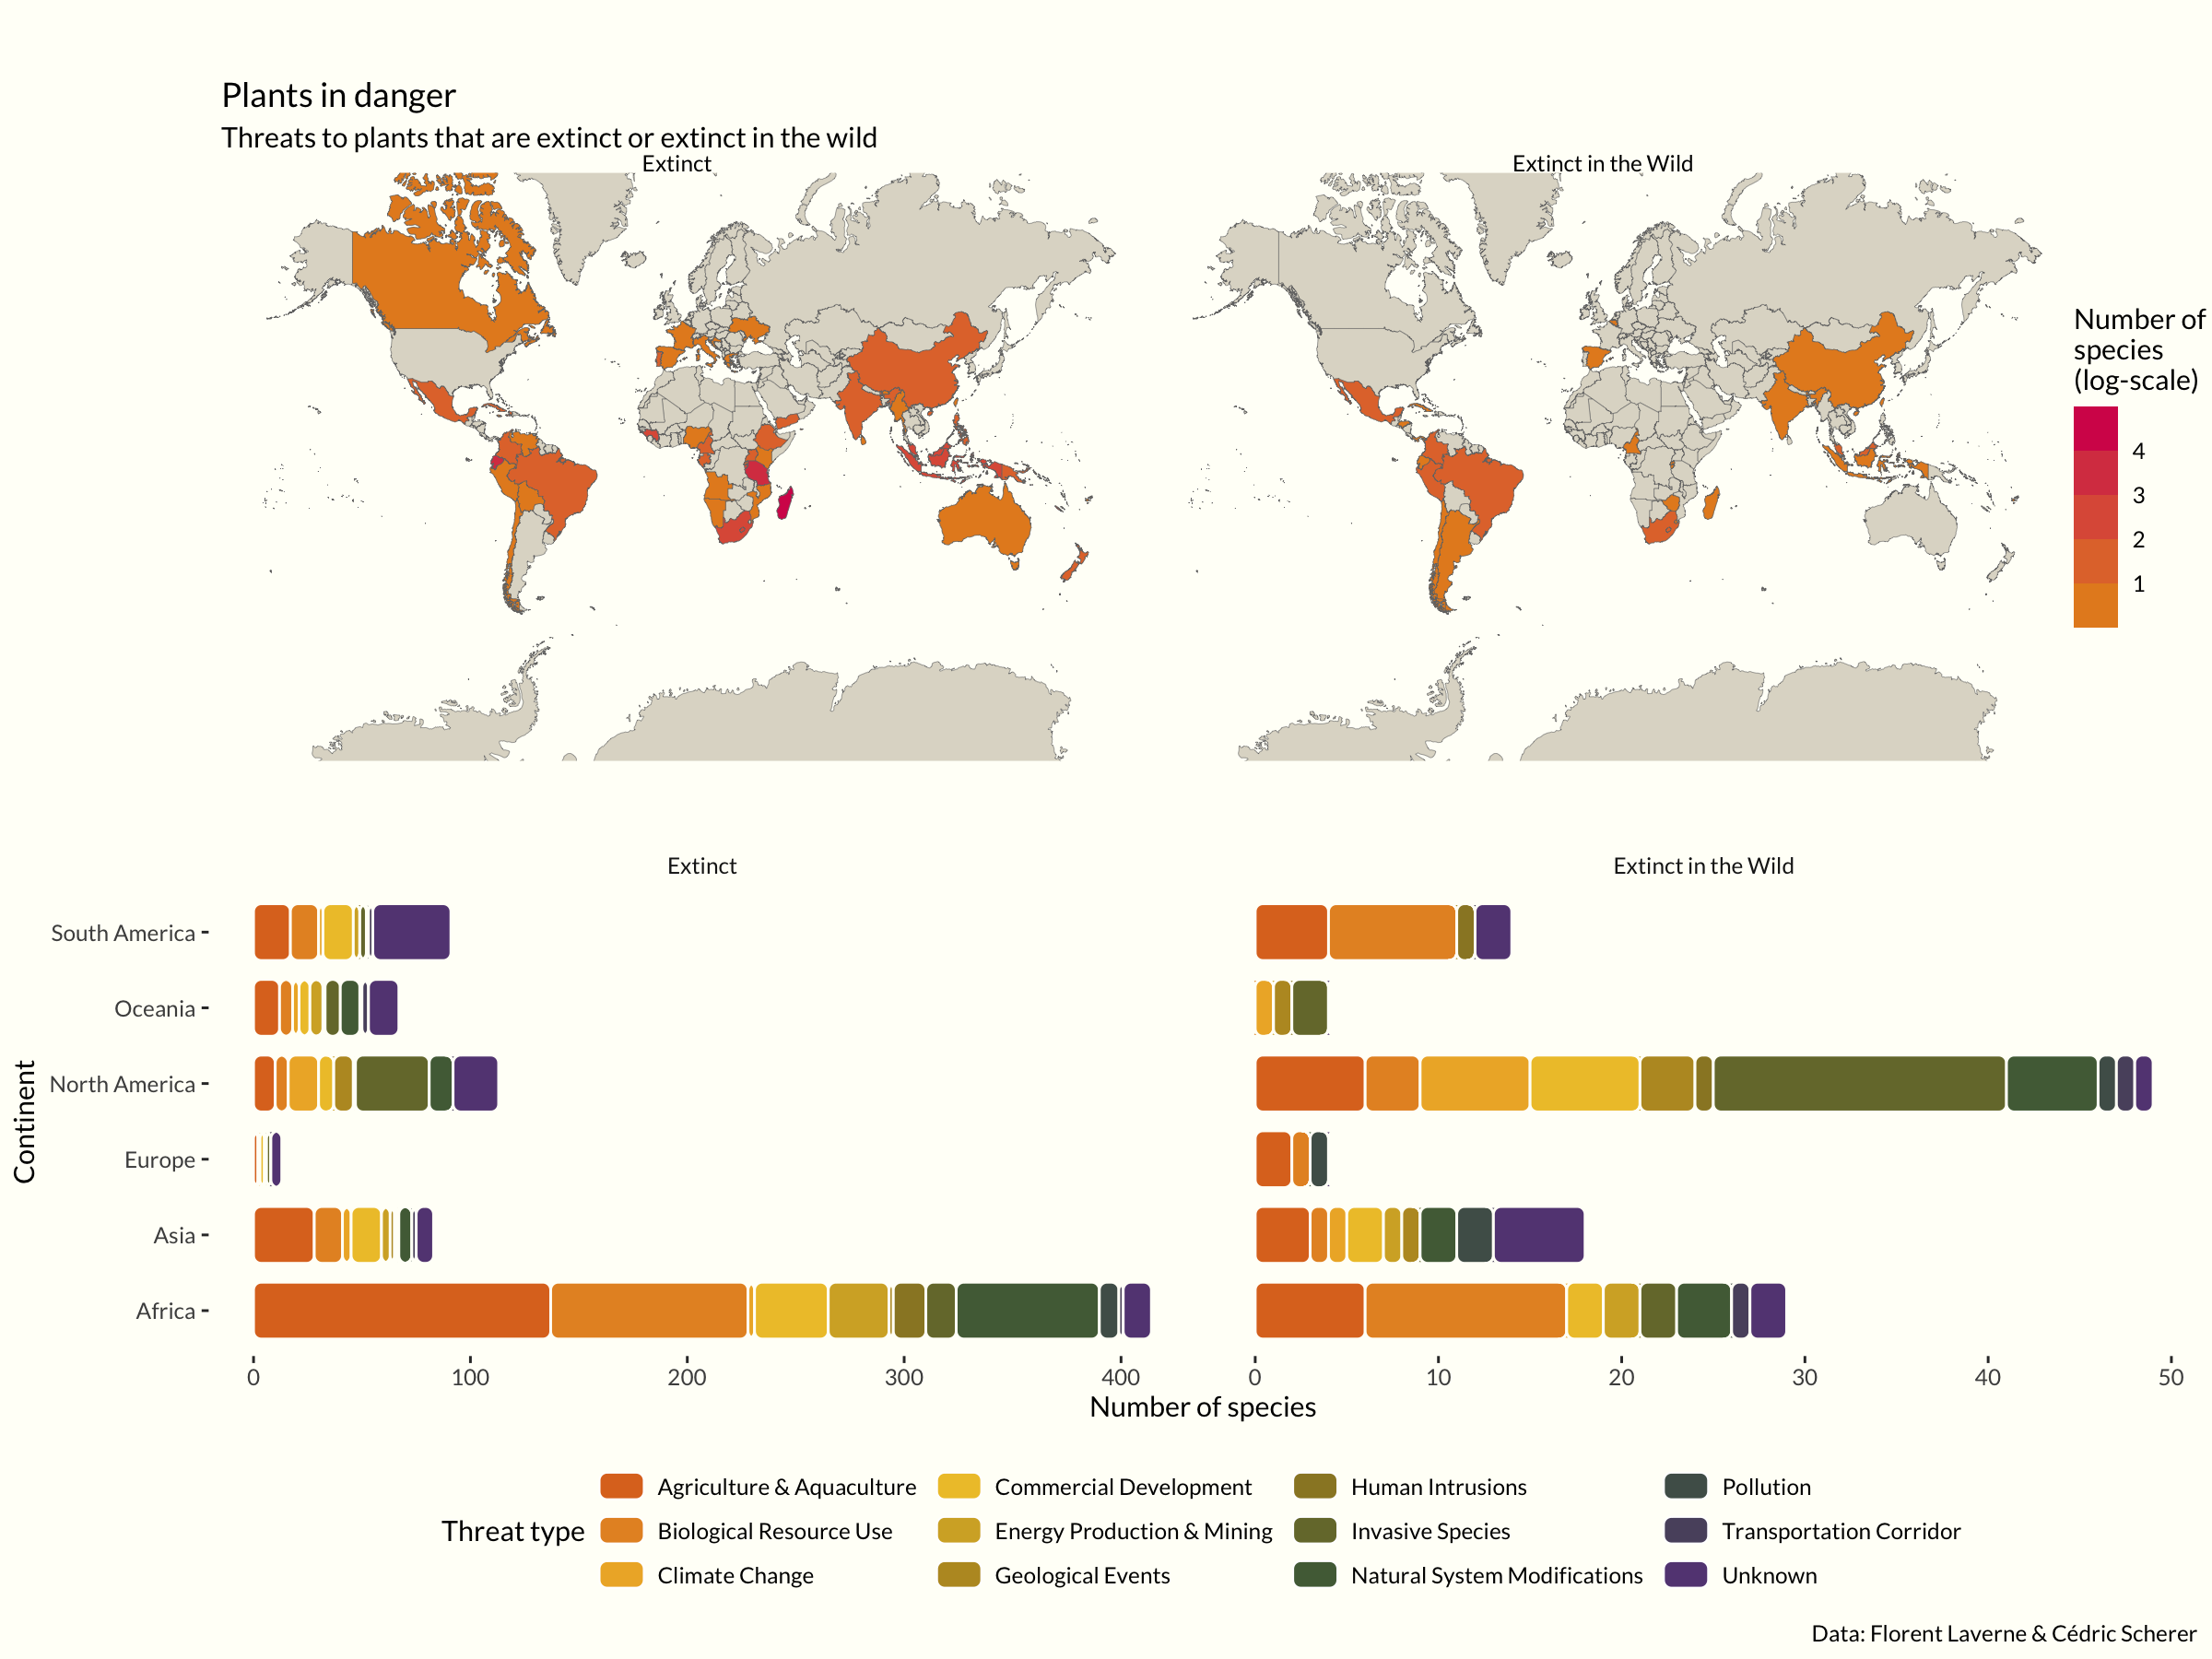 Plants in danger
Threats to plants that are extinct or extinct in the wild
Extinct
Extinct in the Wild
Number of
species
(log-scale)
4
3
2
1
Extinct
Extinct in the Wild
Continent
South America
Oceania
North America
Europe
Asia
Africa
0 100 200 300 400
0 10 20 30 40 50
Number of species
Threat type
Agriculture & Aquaculture
Biological Resource Use
Climate Change
Commercial Development
Energy Production & Mining
Geological Events
Human Intrusions
Invasive Species
Natural System Modifications
Pollution
Transportation Corridor
Unknown
Data: Florent Laverne & Cédric Scherer